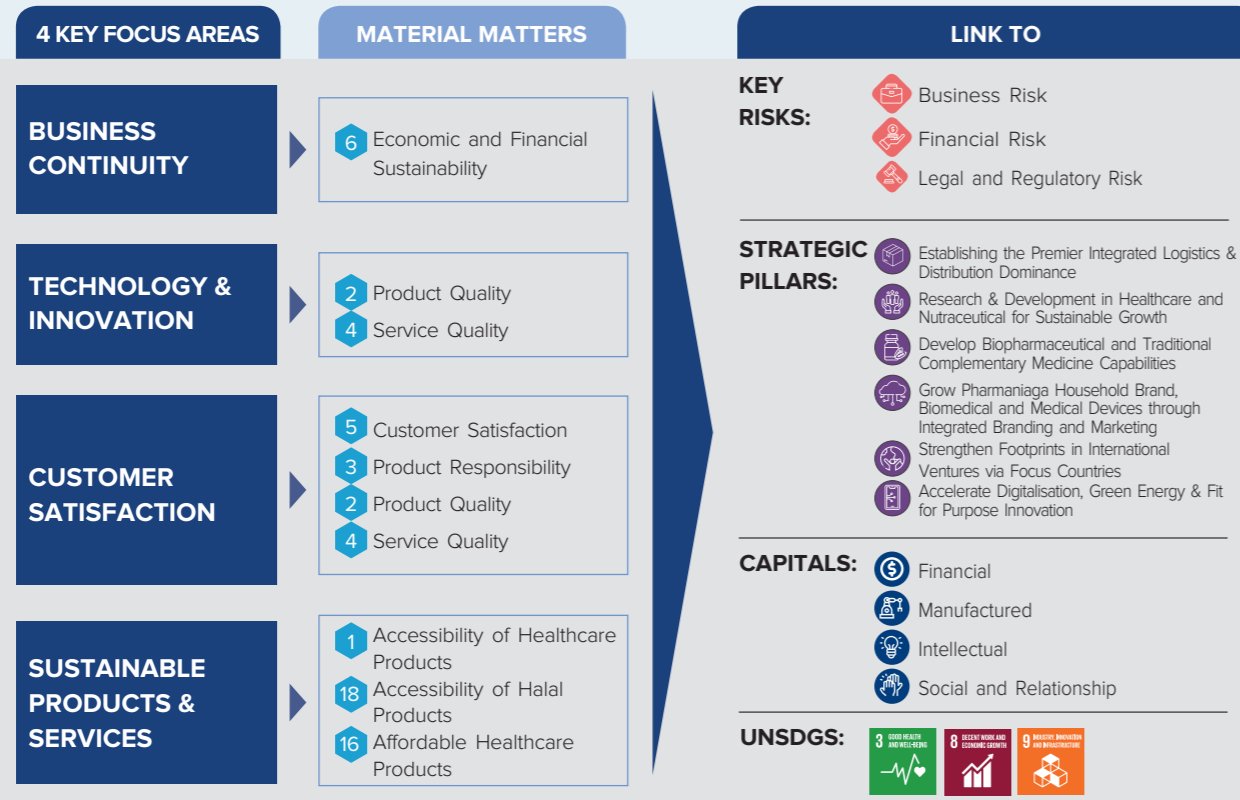 4 KEY FOCUS AREAS
MATERIAL MATTERS
LINK TO
BUSINESS
CONTINUITY
6
Economic and Financial
Sustainability
TECHNOLOGY &
INNOVATION
2 Product Quality
4 Service Quality
CUSTOMER
SATISFACTION
5 Customer Satisfaction
3 Product Responsibility
2 Product Quality
4 Service Quality
SUSTAINABLE
PRODUCTS &
SERVICES
1 Accessibility of Healthcare
Products
18 Accessibility of Halal
Products
16 Affordable Healthcare
Products
KEY
RISKS:
Business Risk
Financial Risk
Legal and Regulatory Risk
STRATEGIC
PILLARS:
Establishing the Premier Integrated Logistics &
Distribution Dominance
Research & Development in Healthcare and
Nutraceutical for Sustainable Growth
Develop Biopharmaceutical and Traditional
Complementary Medicine Capabilities
Grow Pharmaniaga Household Brand,
Biomedical and Medical Devices through
Integrated Branding and Marketing
Strengthen Footprints in International
Ventures via Focus Countries
Accelerate Digitalisation, Green Energy & Fit
for Purpose Innovation
CAPITALS:
Financial
Manufactured
Intellectual
Social and Relationship
UNSDGS:
3 GOOD HEALTH
AND WELL-BEING
8 DECENT WORK AND
ECONOMIC GROWTH
9 INDUSTRY, INNOVATION
AND INFRASTRUCTURE